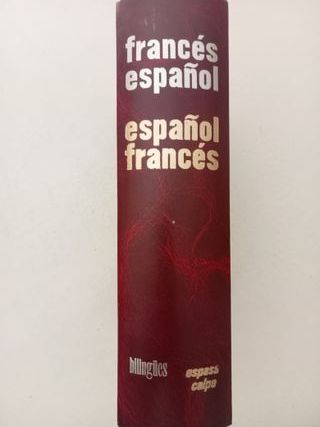 francés
español
español
francés
bilingües
espasa
calpe